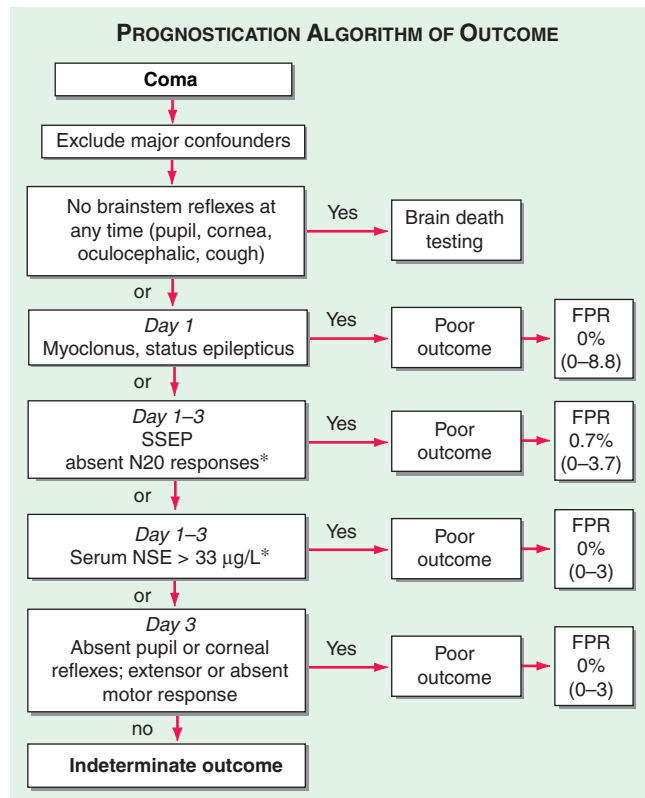 PROGNOSTICATION ALGORITHM OF OUTCOME
Coma
Exclude major confounders
No brainstem reflexes at
any time (pupil, cornea,
oculocephalic, cough)
Yes
Brain death
testing
or
Day 1
Myoclonus, status epilepticus
Yes
Poor
outcome
FPR
0%
(0–8.8)
or
Day 1–3
SSEP
absent N20 responses*
Yes
Poor
outcome
FPR
0.7%
(0–3.7)
or
Day 1–3
Serum NSE > 33 μg/L*
Yes
Poor
outcome
FPR
0%
(0–3)
or
Day 3
Absent pupil or corneal
reflexes; extensor or absent
motor response
Yes
Poor
outcome
FPR
0%
(0–3)
no
Indeterminate outcome